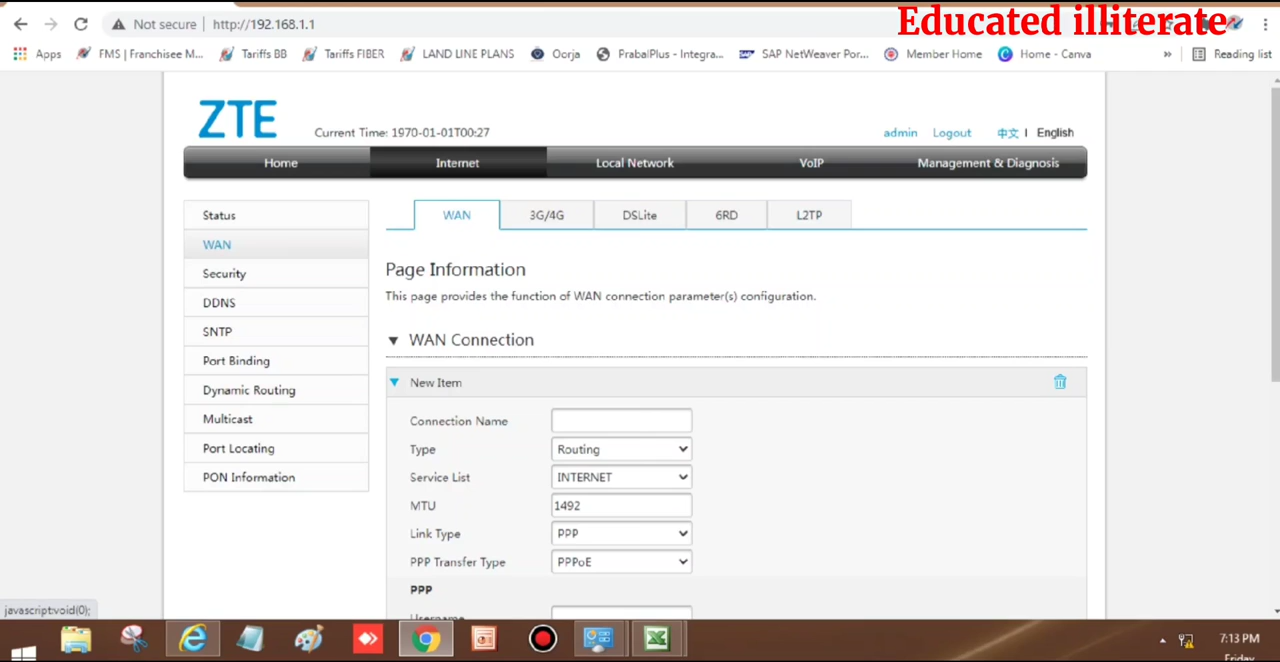 Not secure | http://192.168.1.1
Educated illiterate
Apps FMS | Franchisee M... Tariffs BB Tariffs FIBER LAND LINE PLANS Oorja PrabalPlus - Integra... SAP NetWeaver Por... Member Home Home - Canva » Reading list
ZTE
Current Time: 1970-01-01T00:27
admin Logout 中文 | English
Home Internet Local Network VoIP Management & Diagnosis
Status
WAN
Security
DDNS
SNTP
Port Binding
Dynamic Routing
Multicast
Port Locating
PON Information
WAN 3G/4G DSLite 6RD L2TP
Page Information
This page provides the function of WAN connection parameter(s) configuration.
WAN Connection
New Item
Connection Name
Type Routing
Service List INTERNET
MTU 1492
Link Type PPP
PPP Transfer Type PPPoE
PPP
Username
javascript:void(0);
7:13 PM
Friday